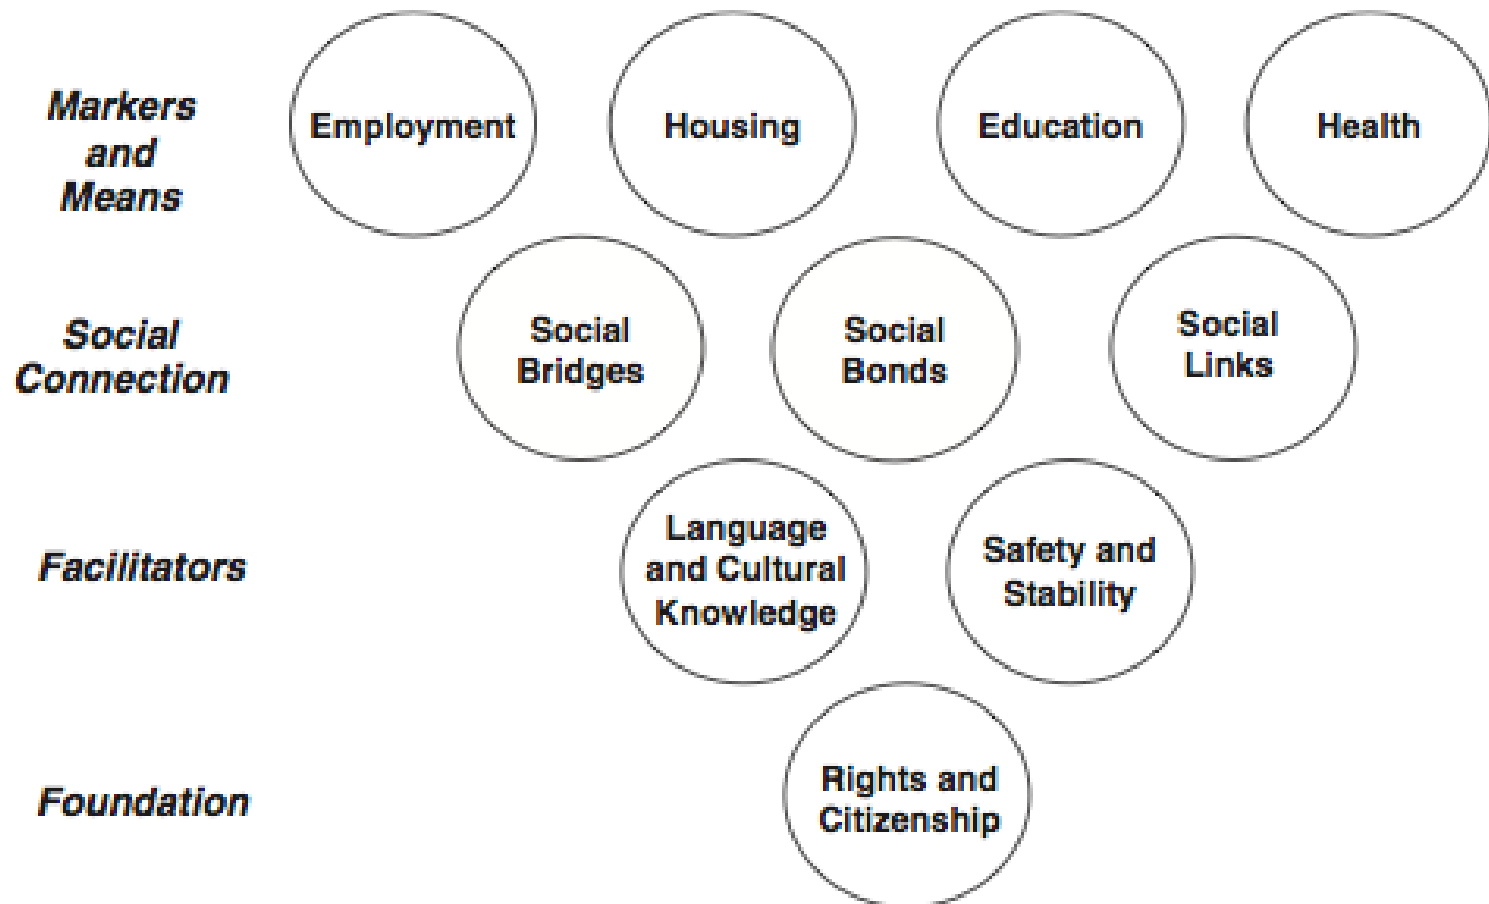 Markers
and
Means
Employment
Housing
Education
Health
Social
Connection
Social
Bridges
Social
Bonds
Social
Links
Facilitators
Language
and Cultural
Knowledge
Safety and
Stability
Foundation
Rights and
Citizenship